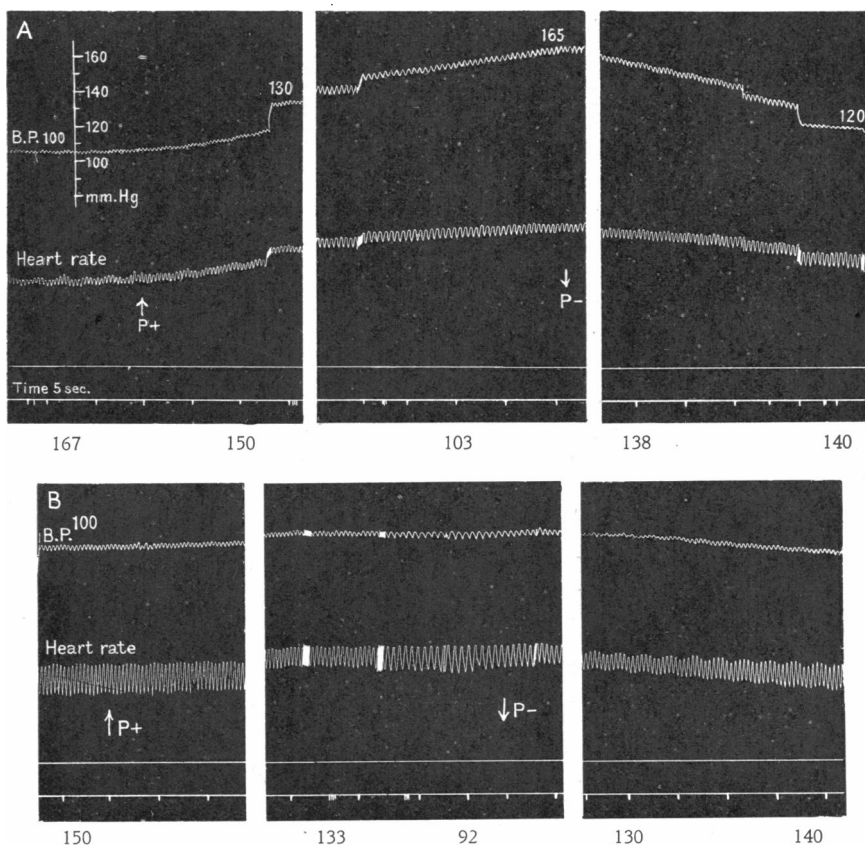 A
160
140
120
100
mm.Hg
B.P. 100
130
165
120
Heart rate
P+
P-
Time 5 sec.
167 150 103 138 140
B
B.P. 100
Heart rate
P+
P-
150 133 92 130 140